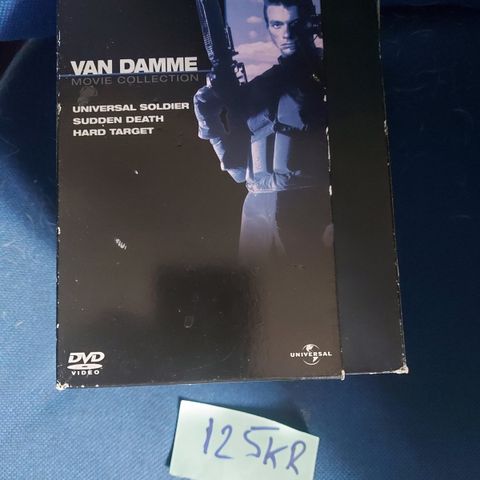 VAN DAMME
MOVIE COLLECTION
UNIVERSAL SOLDIER
SUDDEN DEATH
HARD TARGET
DVD
VIDEO
UNIVERSAL
125KR